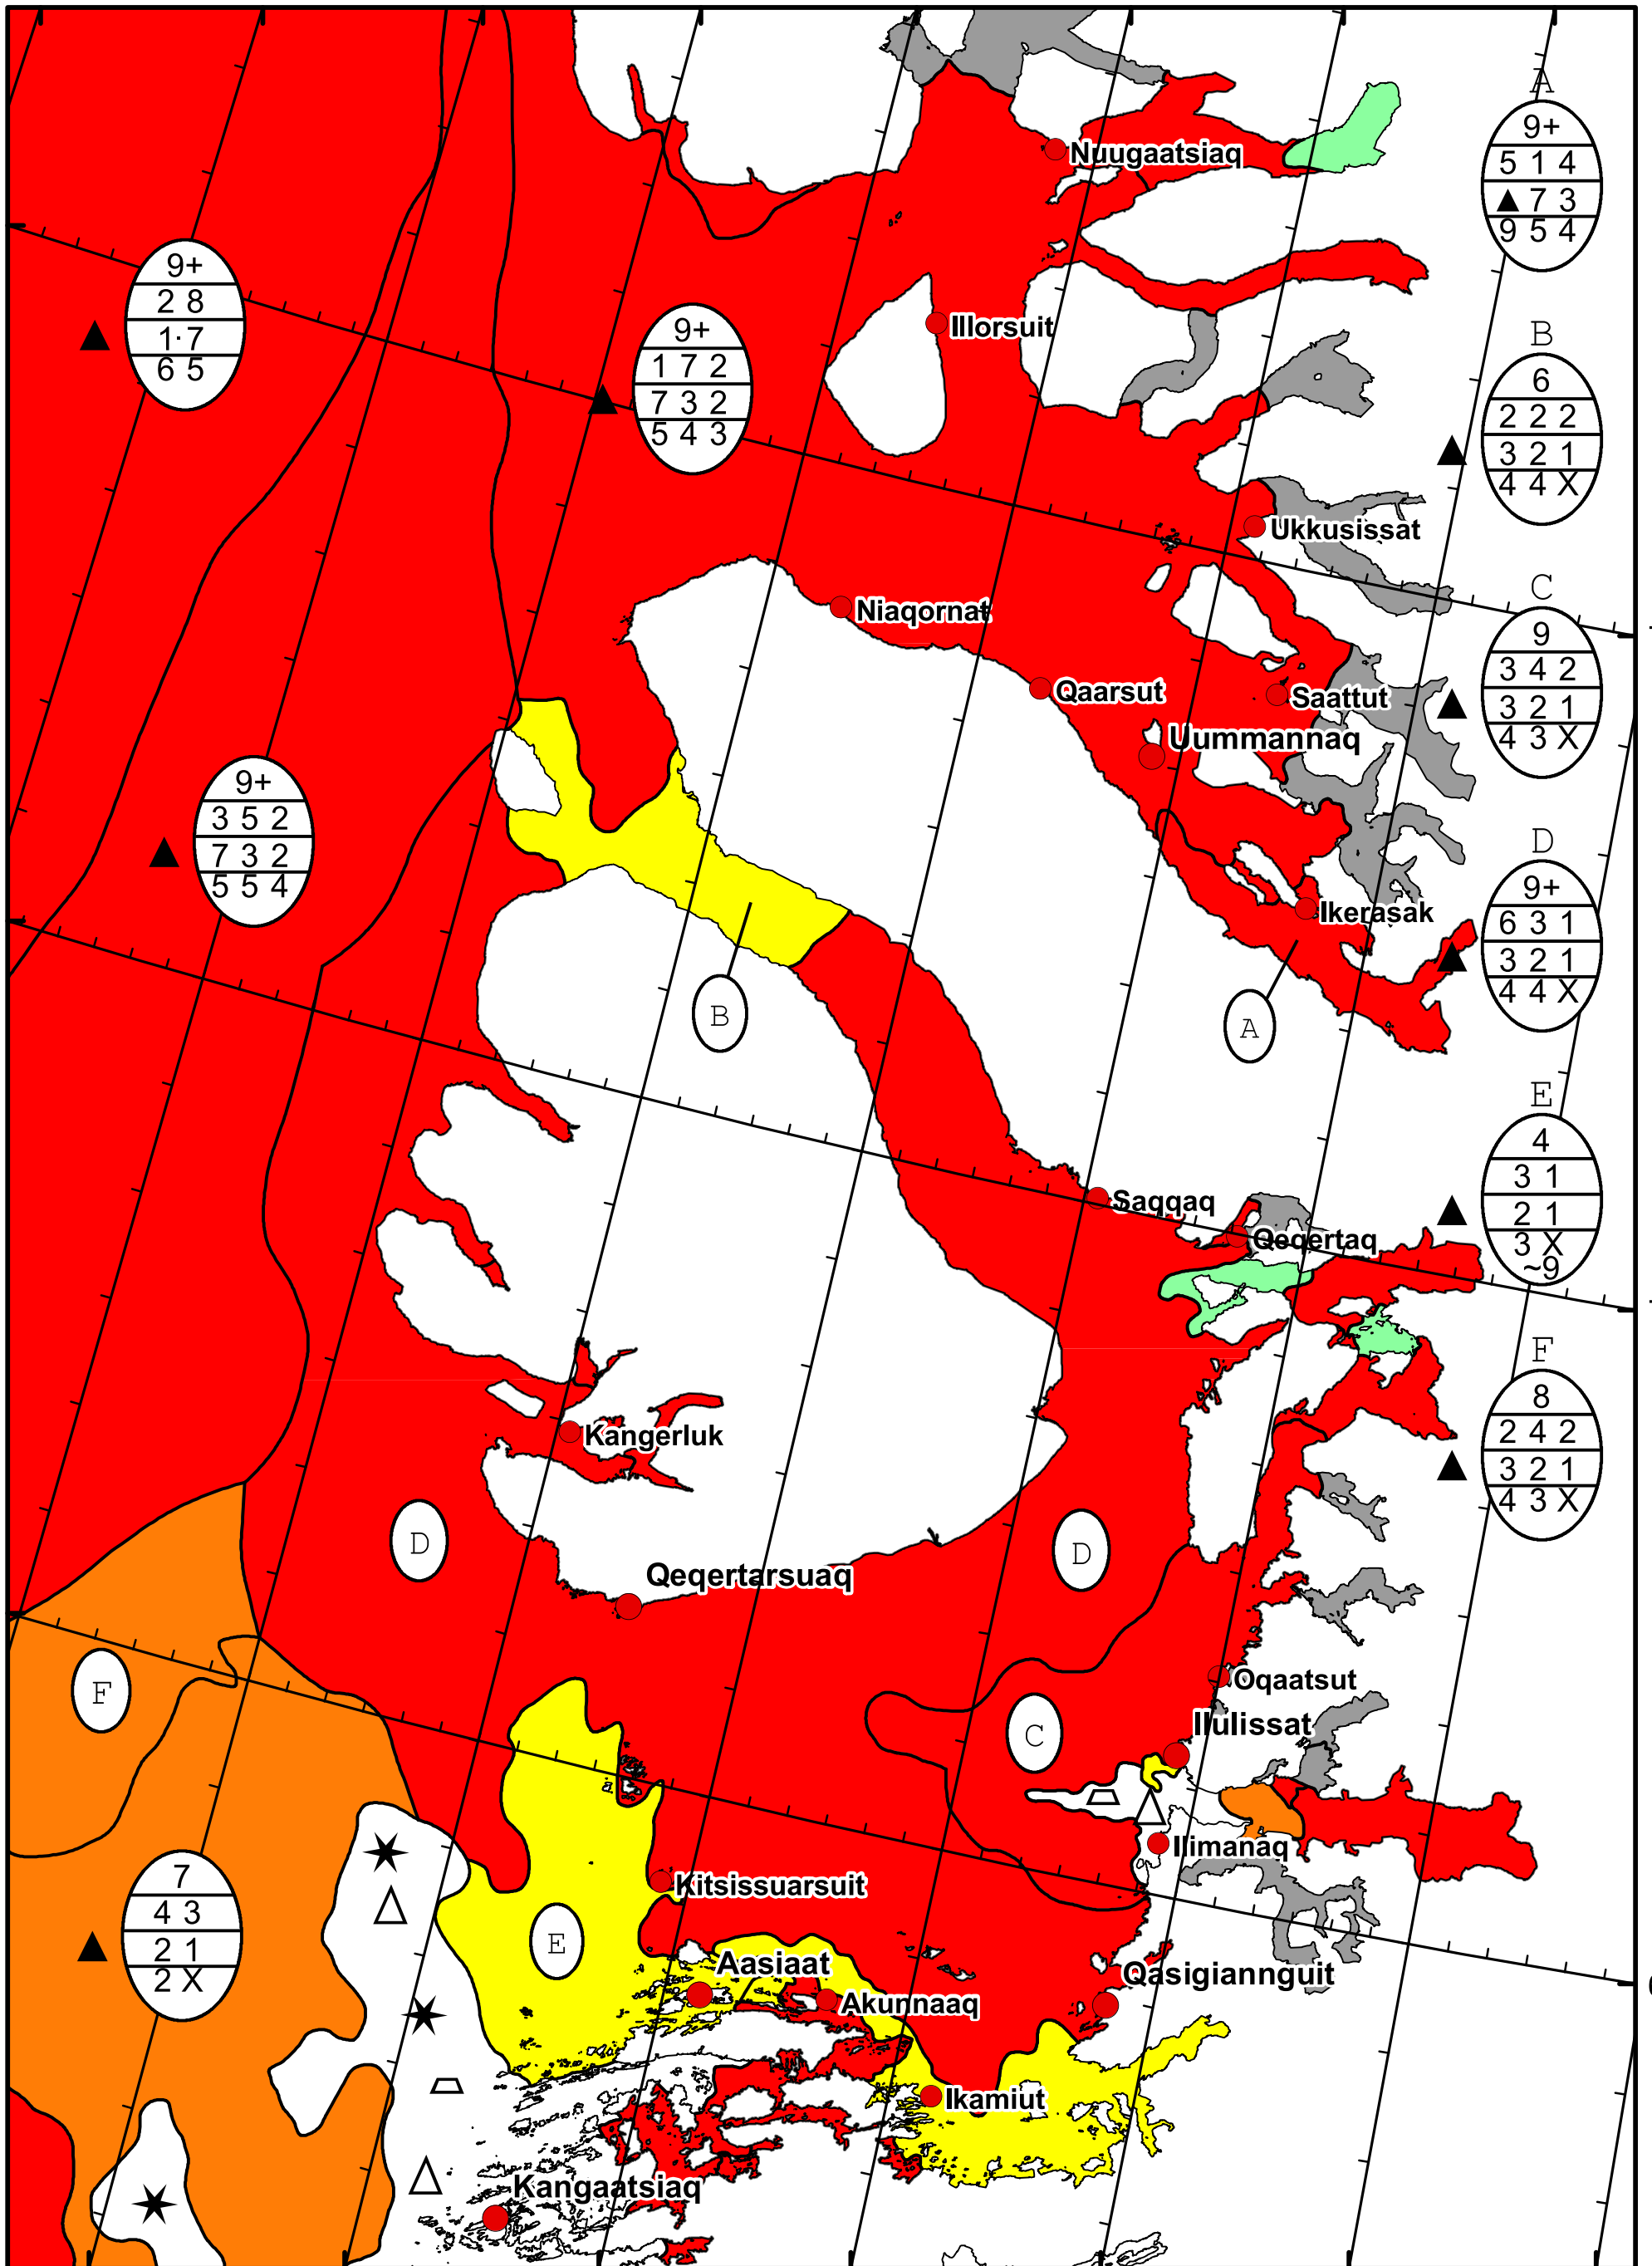 A
9+
5 1 4
▲ 7 3
9 5 4
Nuugaatsiaq
9+
2 8
1· 7
6 5
9+
1 7 2
7 3 2
5 4 3
Illorsuit
B
6
2 2 2
3 2 1
4 4 X
Ukkusissat
Niaqornat
C
9
3 4 2
3 2 1
4 3 X
Qaarsut
Saattut
Uummannaq
9+
3 5 2
7 3 2
5 5 4
D
9+
6 3 1
3 2 1
4 4 X
Ikerasak
B
A
E
4
3 1
2 1
3 X
~9
Saqqaq
Qeqertaq
F
8
2 4 2
3 2 1
4 3 X
Kangerluk
D
D
Qeqertarsuaq
F
Oqaatsut
C
Ilulissat
Ilimanaq
7
4 3
2 1
2 X
Kitsissuarsuit
E
Aasiaat
Qasigiannguit
Akunnaaq
Ikamiut
Kangaatsiaq